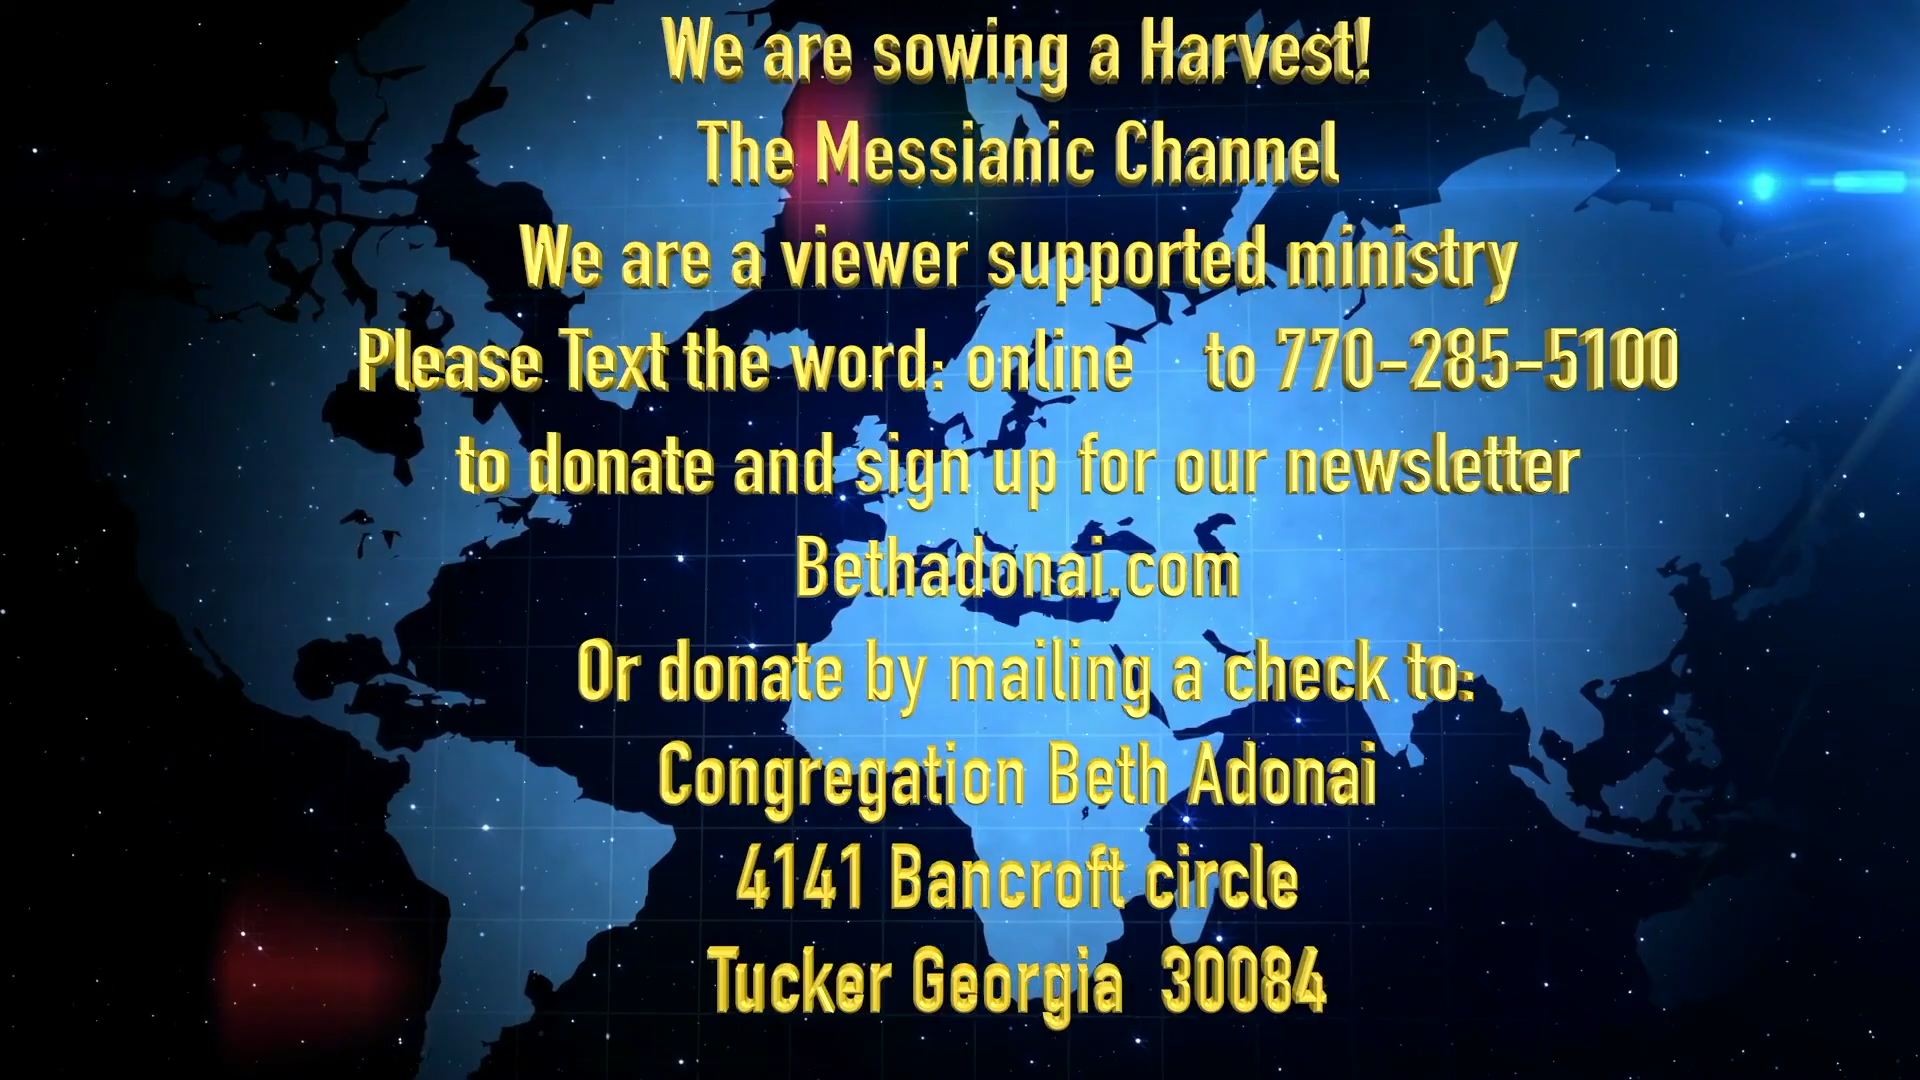 We are sowing a Harvest!
The Messianic Channel
We are a viewer supported ministry
Please Text the word: online to 770-285-5100
to donate and sign up for our newsletter
Bethadonai.com
Or donate by mailing a check to:
Congregation Beth Adonai
4141 Bancroft circle
Tucker Georgia 30084